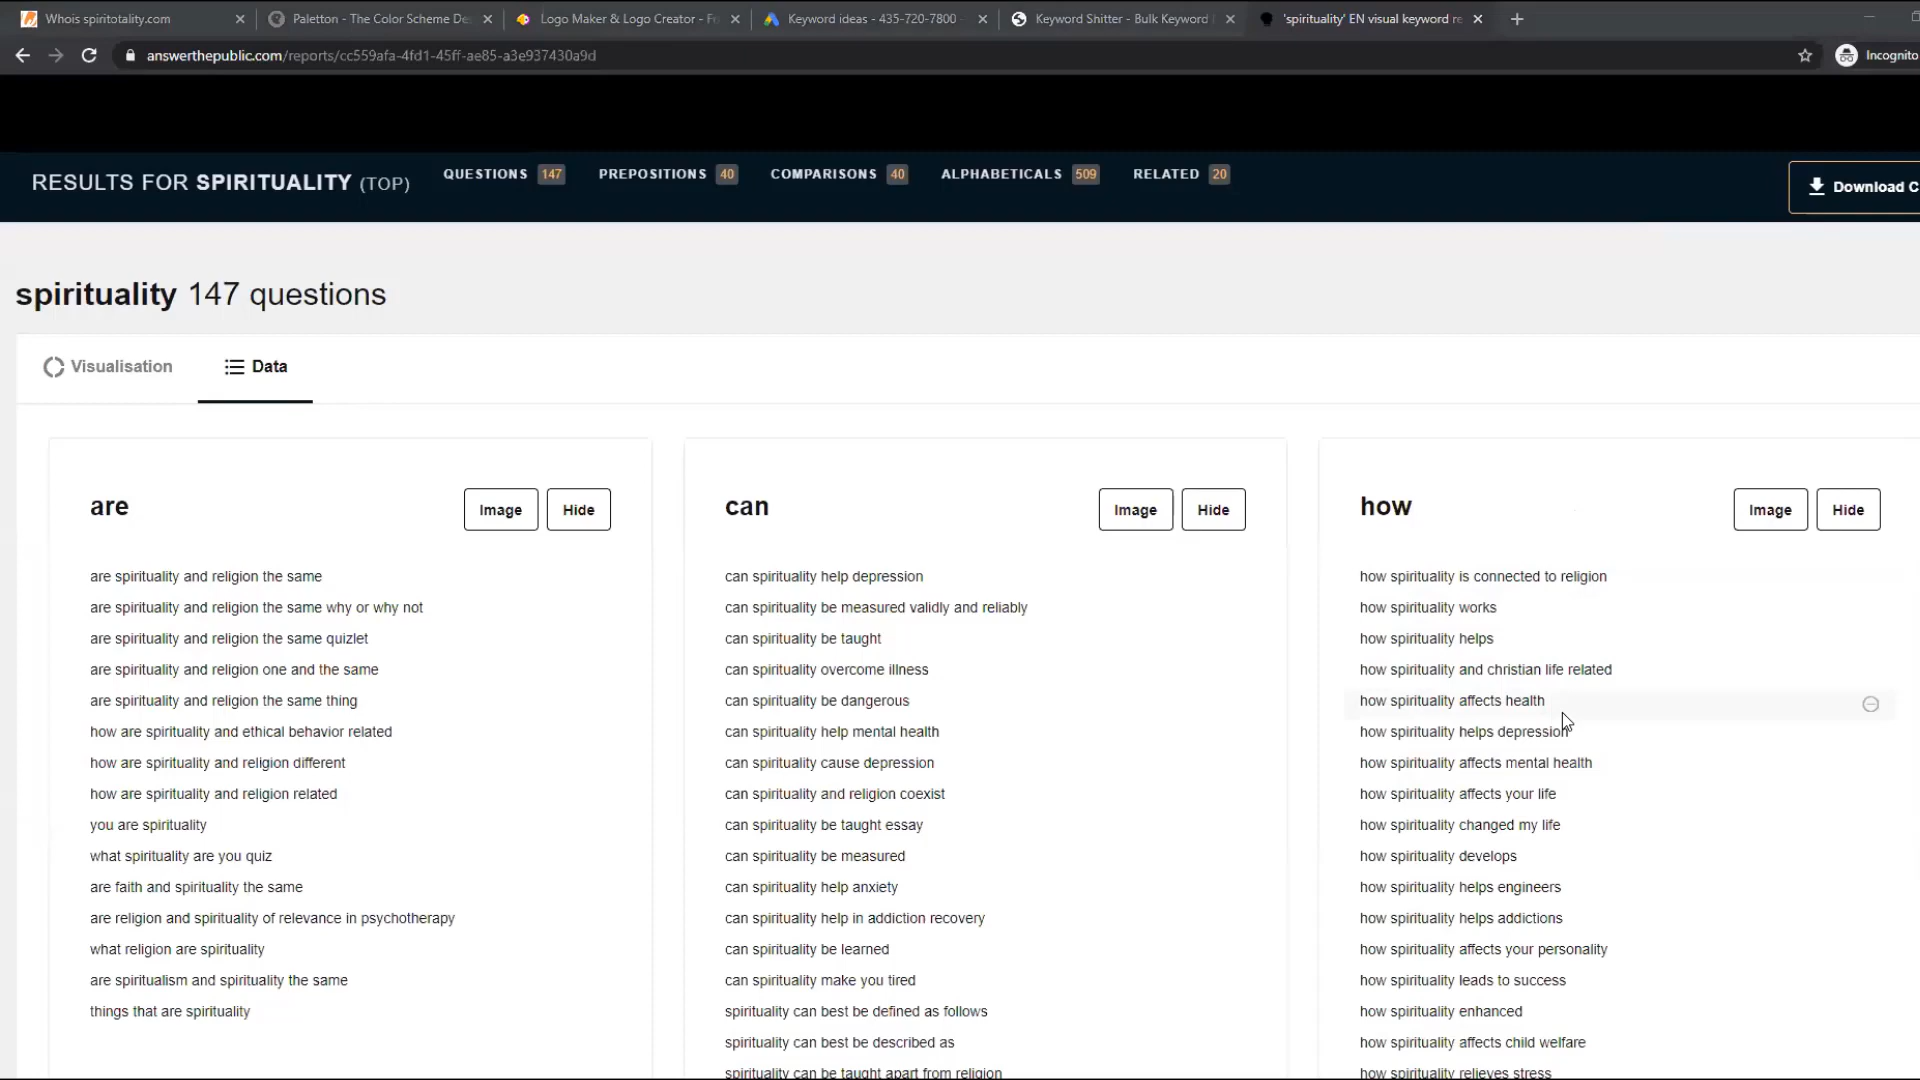 Whois spiritotality.com
Paletton - The Color Scheme De
Logo Maker & Logo Creator - F
Keyword ideas - 435-720-7800
Keyword Shitter - Bulk Keyword
'spirituality' EN visual keyword re
answerthepublic.com/reports/cc559afa-4fd1-45ff-ae85-a3e937430a9d
Incognito
RESULTS FOR SPIRITUALITY (TOP)
QUESTIONS 147
PREPOSITIONS 40
COMPARISONS 40
ALPHABETICALS 509
RELATED 20
Download C
spirituality 147 questions
Visualisation
Data
are
Image
Hide
are spirituality and religion the same
are spirituality and religion the same why or why not
are spirituality and religion the same quizlet
are spirituality and religion one and the same
are spirituality and religion the same thing
how are spirituality and ethical behavior related
how are spirituality and religion different
how are spirituality and religion related
you are spirituality
what spirituality are you quiz
are faith and spirituality the same
are religion and spirituality of relevance in psychotherapy
what religion are spirituality
are spiritualism and spirituality the same
things that are spirituality
can
Image
Hide
can spirituality help depression
can spirituality be measured validly and reliably
can spirituality be taught
can spirituality overcome illness
can spirituality be dangerous
can spirituality help mental health
can spirituality cause depression
can spirituality and religion coexist
can spirituality be taught essay
can spirituality be measured
can spirituality help anxiety
can spirituality help in addiction recovery
can spirituality be learned
can spirituality make you tired
spirituality can best be defined as follows
spirituality can best be described as
spirituality can be taught apart from religion
how
Image
Hide
how spirituality is connected to religion
how spirituality works
how spirituality helps
how spirituality and christian life related
how spirituality affects health
how spirituality helps depression
how spirituality affects mental health
how spirituality affects your life
how spirituality changed my life
how spirituality develops
how spirituality helps engineers
how spirituality helps addictions
how spirituality affects your personality
how spirituality leads to success
how spirituality enhanced
how spirituality affects child welfare
how spirituality relieves stress